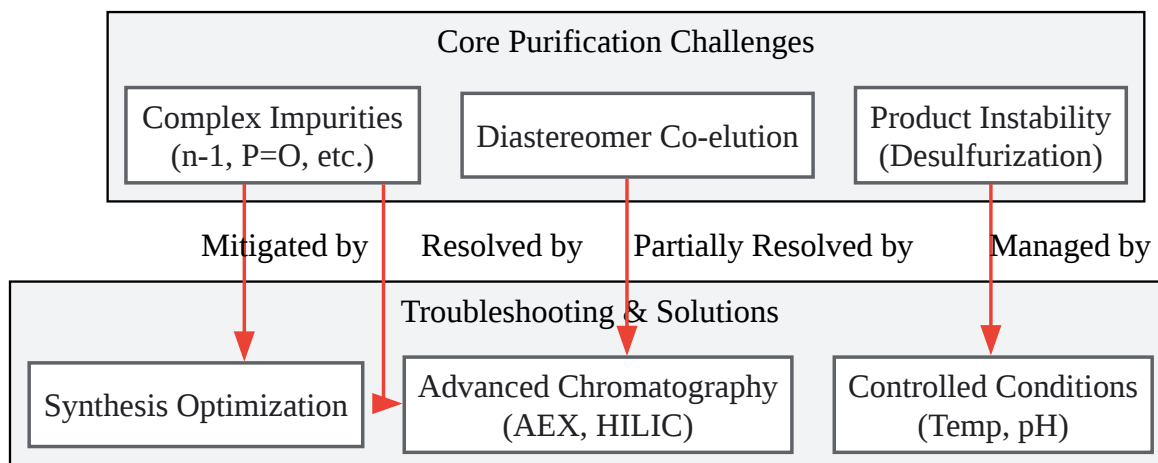 Core Purification Challenges
Complex Impurities
(n-1, P=O, etc.)
Diastereomer Co-elution
Product Instability
(Desulfurization)
Mitigated by
Resolved by
Partially Resolved by
Managed by
Troubleshooting & Solutions
Synthesis Optimization
Advanced Chromatography
(AEX, HILIC)
Controlled Conditions
(Temp, pH)